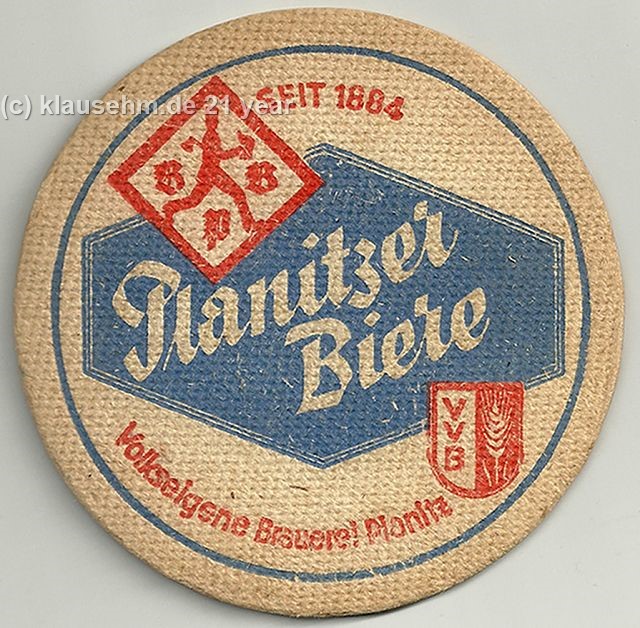 (c) klausehm.de 21 year
SEIT 1884
B B
P
Planitzer
Biere
VVB
Volkseigene Brauerei Planitz